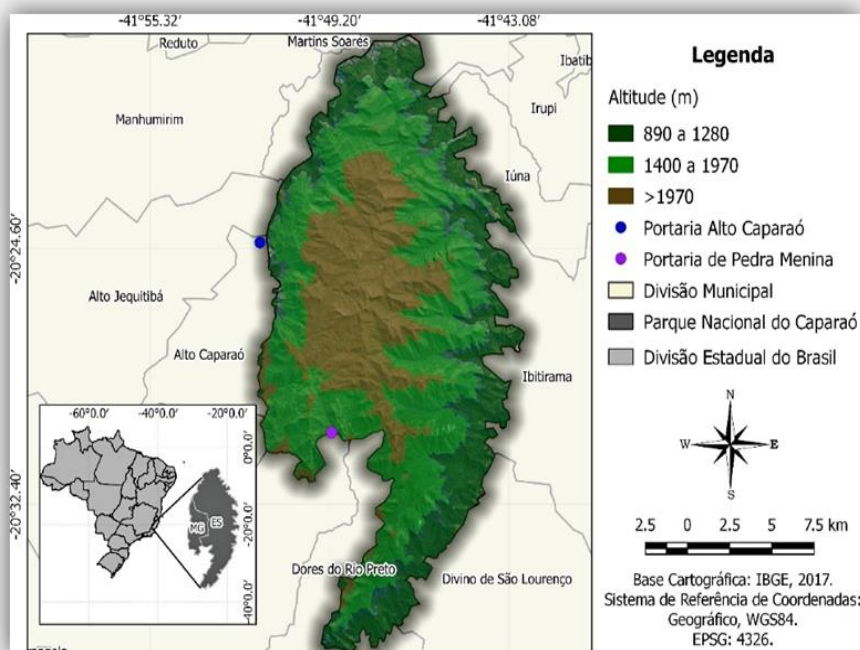 -41°55.32'
-41°49.20'
-41°43.08'
Reduto
Martins Soares
Ibatib
Manhumirim
Irupi
Iúna
-20°24.60'
Alto Jequitibá
Alto Caparaó
Ibitirama
-20°32.40'
Dores do Rio Preto
Divino de São Lourenço
-60°0.0'
-40°0.0'
-20°0.0'
0°0.0'
-20°0.0'
-40°0.0'
MG
ES
Legenda
Altitude (m)
890 a 1280
1400 a 1970
>1970
Portaria Alto Caparaó
Portaria de Pedra Menina
Divisão Municipal
Parque Nacional do Caparaó
Divisão Estadual do Brasil
N
W
E
S
2.5 0 2.5 5 7.5 km
Base Cartográfica: IBGE, 2017.
Sistema de Referência de Coordenadas:
Geográfico, WGS84.
EPSG: 4326.